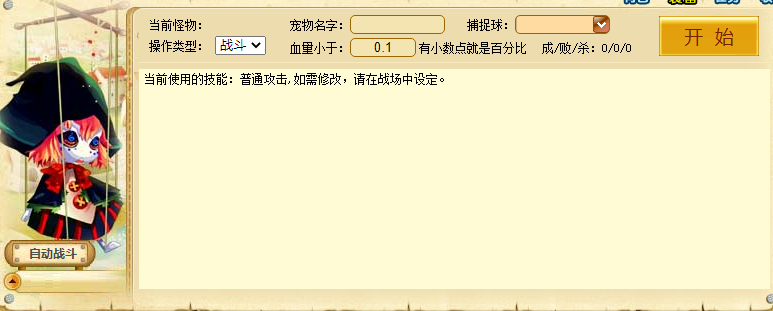 当前怪物： 宠物名字： 捕捉球：
操作类型： 战斗 血量小于： 0.1 有小数点就是百分比 成/败/杀：0/0/0
开 始
当前使用的技能：普通攻击,如需修改，请在战场中设定。
自动战斗